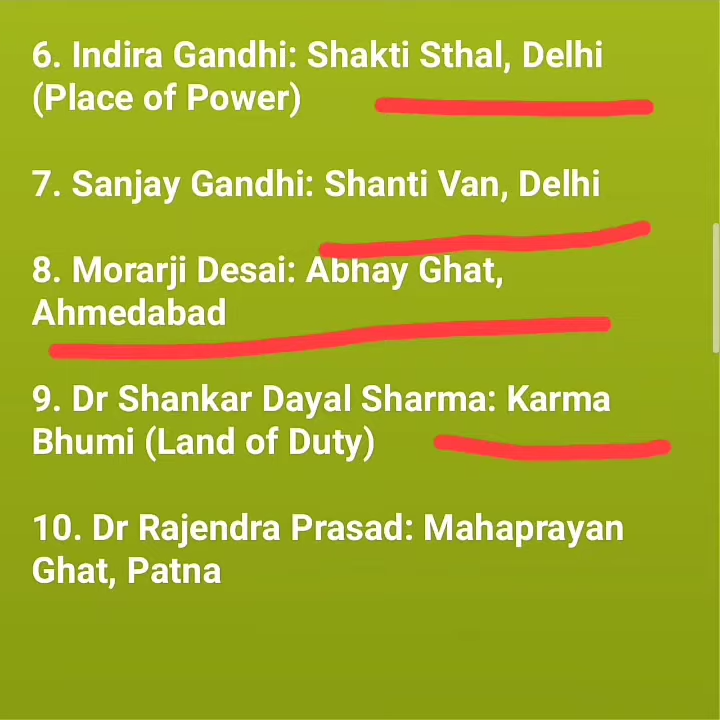 6. Indira Gandhi: Shakti Sthal, Delhi
(Place of Power)
7. Sanjay Gandhi: Shanti Van, Delhi
8. Morarji Desai: Abhay Ghat,
Ahmedabad
9. Dr Shankar Dayal Sharma: Karma
Bhumi (Land of Duty)
10. Dr Rajendra Prasad: Mahaprayan
Ghat, Patna